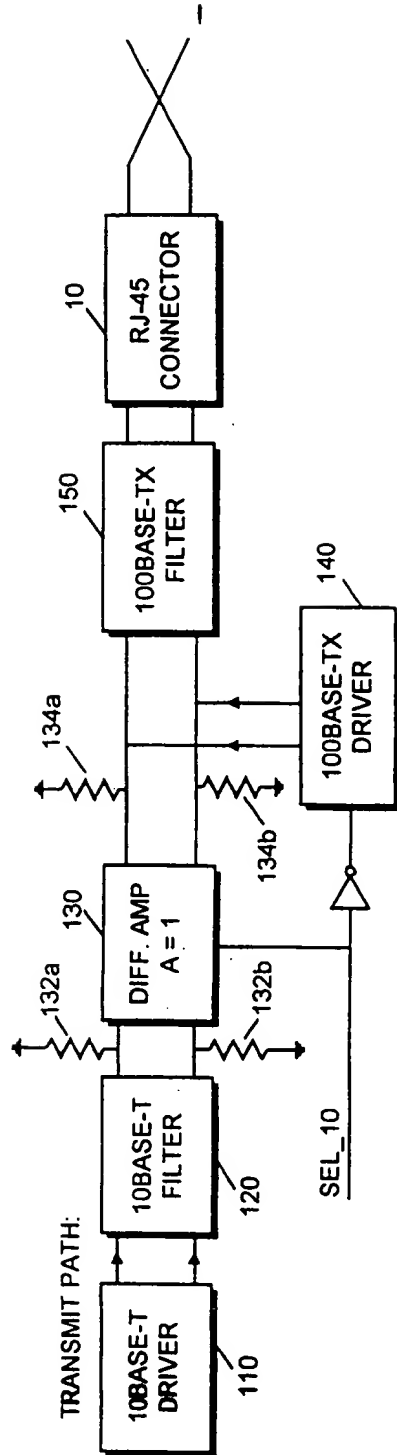 TRANSMIT PATH:
10BASE-T
DRIVER
110
10BASE-T
FILTER
120
132a
132b
130
DIFF. AMP
A = 1
134a
134b
SEL_10
100BASE-TX
DRIVER
140
150
100BASE-TX
FILTER
10
RJ-45
CONNECTOR
1